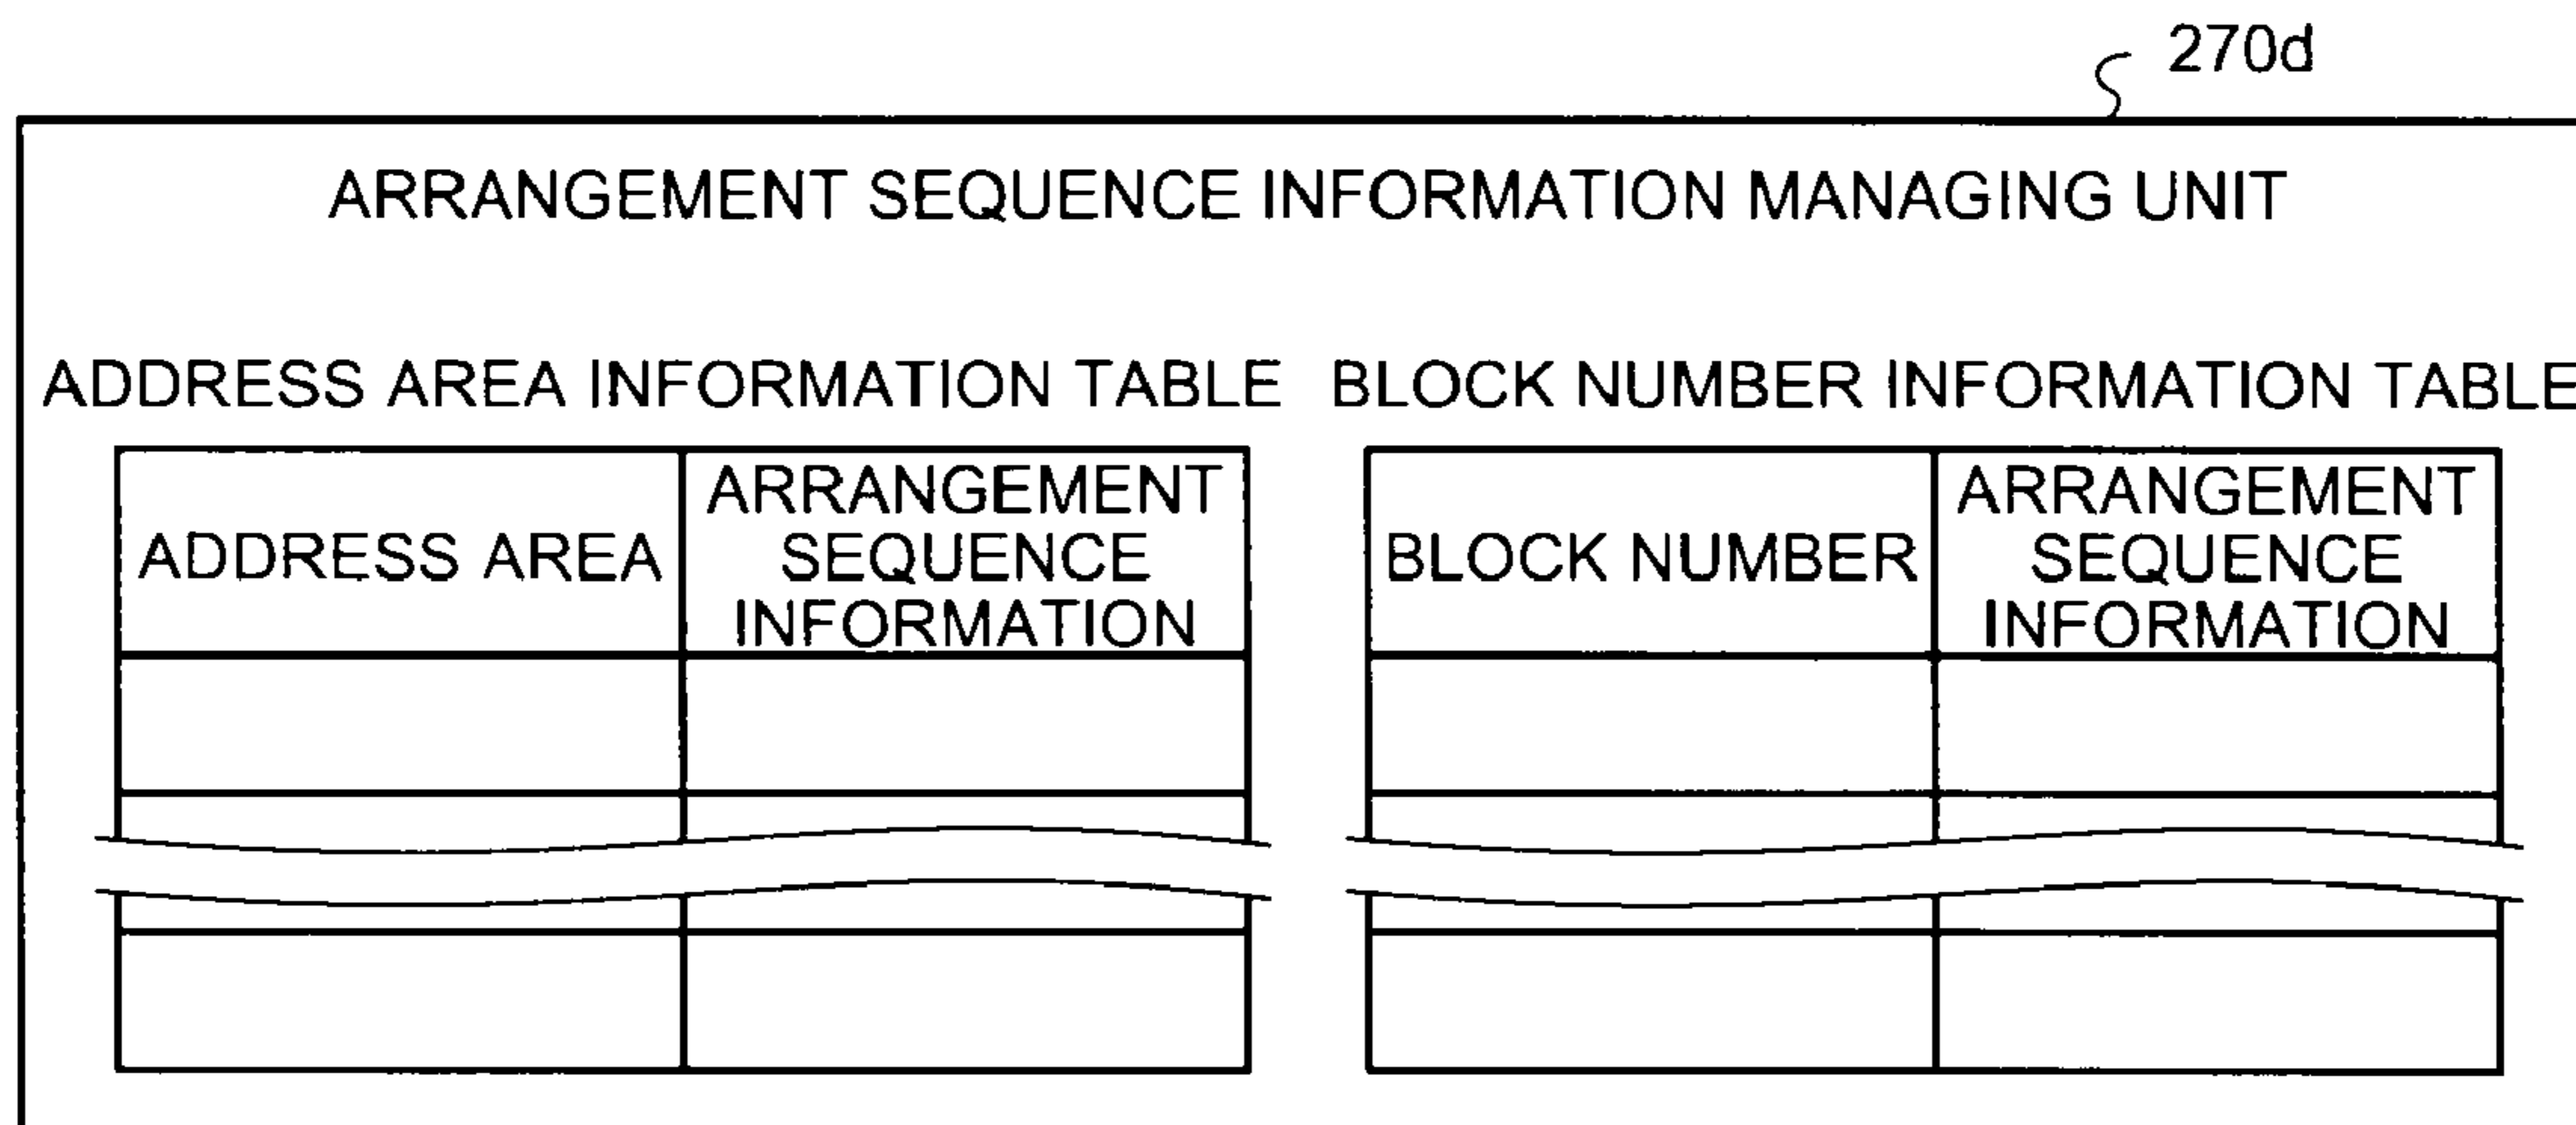 270d
ARRANGEMENT SEQUENCE INFORMATION MANAGING UNIT
ADDRESS AREA INFORMATION TABLE
ADDRESS AREA
ARRANGEMENT
SEQUENCE
INFORMATION
BLOCK NUMBER INFORMATION TABLE
BLOCK NUMBER
ARRANGEMENT
SEQUENCE
INFORMATION